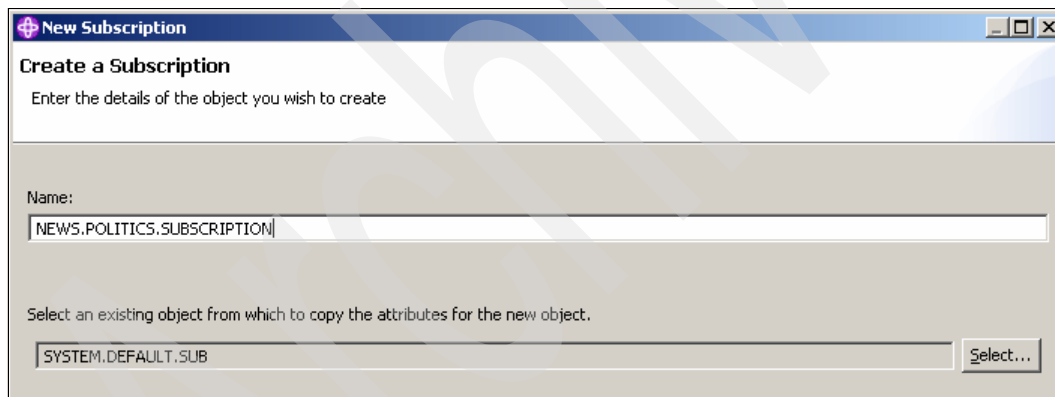 New Subscription
Create a Subscription
Enter the details of the object you wish to create
Name:
NEWS.POLITICS.SUBSCRIPTION
Select an existing object from which to copy the attributes for the new object.
SYSTEM.DEFAULT.SUB
Select...